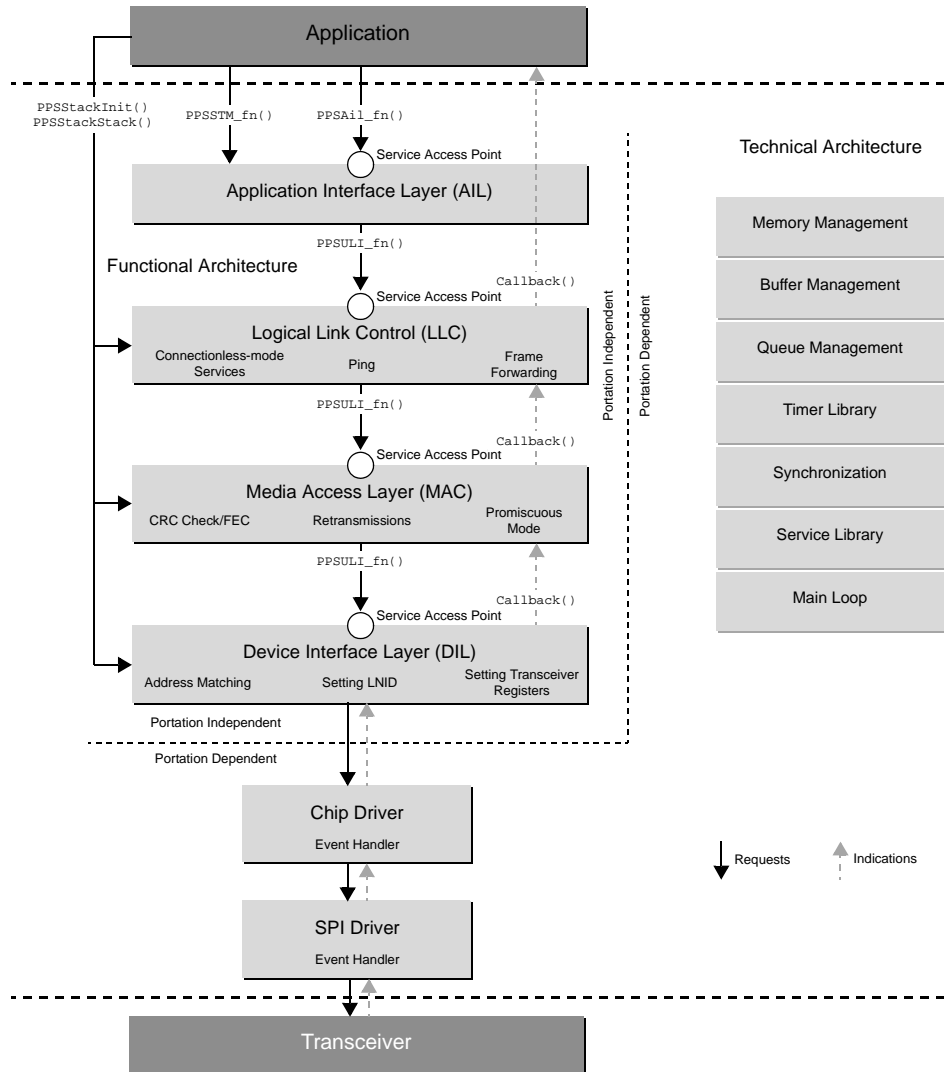 Application
PPSStackInit()
PPSStackStack()
PPSSTM_fn()
PPSAil_fn()
Service Access Point
Application Interface Layer (AIL)
PPSULI_fn()
Functional Architecture
Callback()
Service Access Point
Logical Link Control (LLC)
Connectionless-mode
Services
Ping
Frame
Forwarding
PPSULI_fn()
Callback()
Service Access Point
Media Access Layer (MAC)
CRC Check/FEC
Retransmissions
Promiscuous
Mode
PPSULI_fn()
Callback()
Service Access Point
Device Interface Layer (DIL)
Address Matching
Setting LNID
Setting Transceiver
Registers
Portation Independent
Portation Dependent
Portation Independent
Portation Dependent
Chip Driver
Event Handler
SPI Driver
Event Handler
Transceiver
Technical Architecture
Memory Management
Buffer Management
Queue Management
Timer Library
Synchronization
Service Library
Main Loop
Requests
Indications